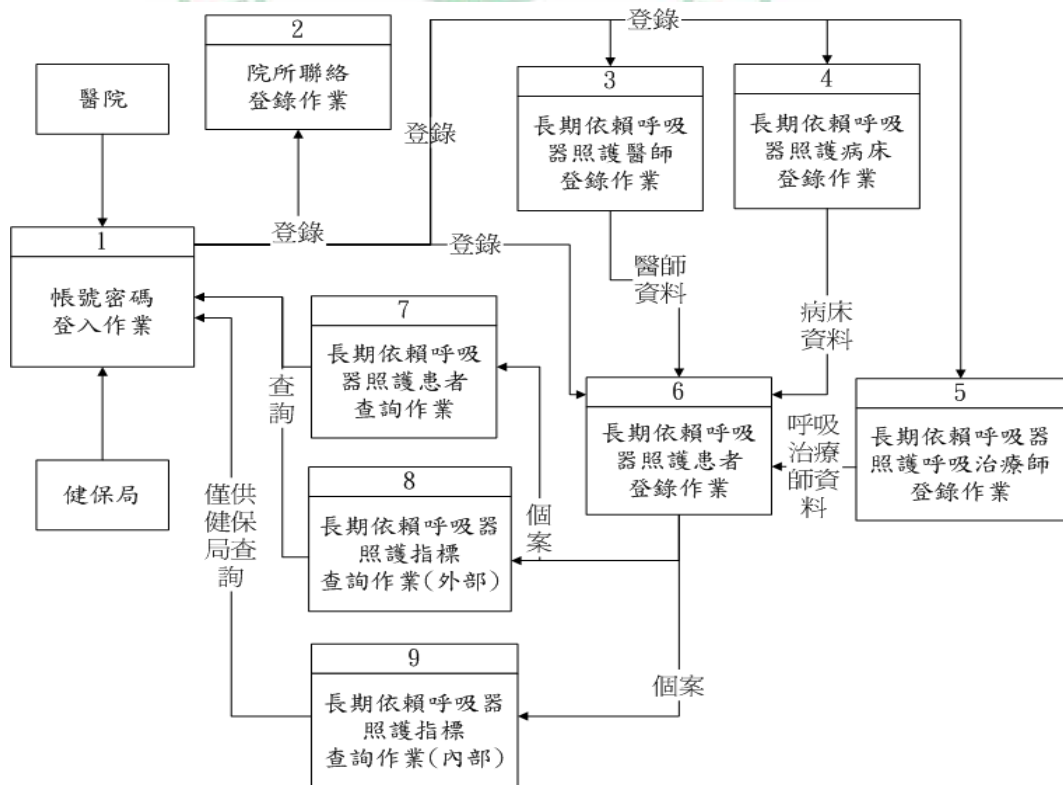 2
院所聯絡
登錄作業
登錄
3
長期依賴呼吸
器照護醫師
登錄作業
4
長期依賴呼吸
器照護病床
登錄作業
醫院
登錄
1
帳號密碼
登入作業
登錄
登錄
醫師
資料
病床
資料
7
長期依賴呼吸
器照護患者
查詢作業
查
詢
6
長期依賴呼吸
器照護患者
登錄作業
呼吸
治療
師資
料
5
長期依賴呼吸器
照護呼吸治療師
登錄作業
健保局
僅供
健保
局查
詢
8
長期依賴呼吸器
照護指標
查詢作業(外部)
個
案
9
長期依賴呼吸器
照護指標
查詢作業(內部)
個案